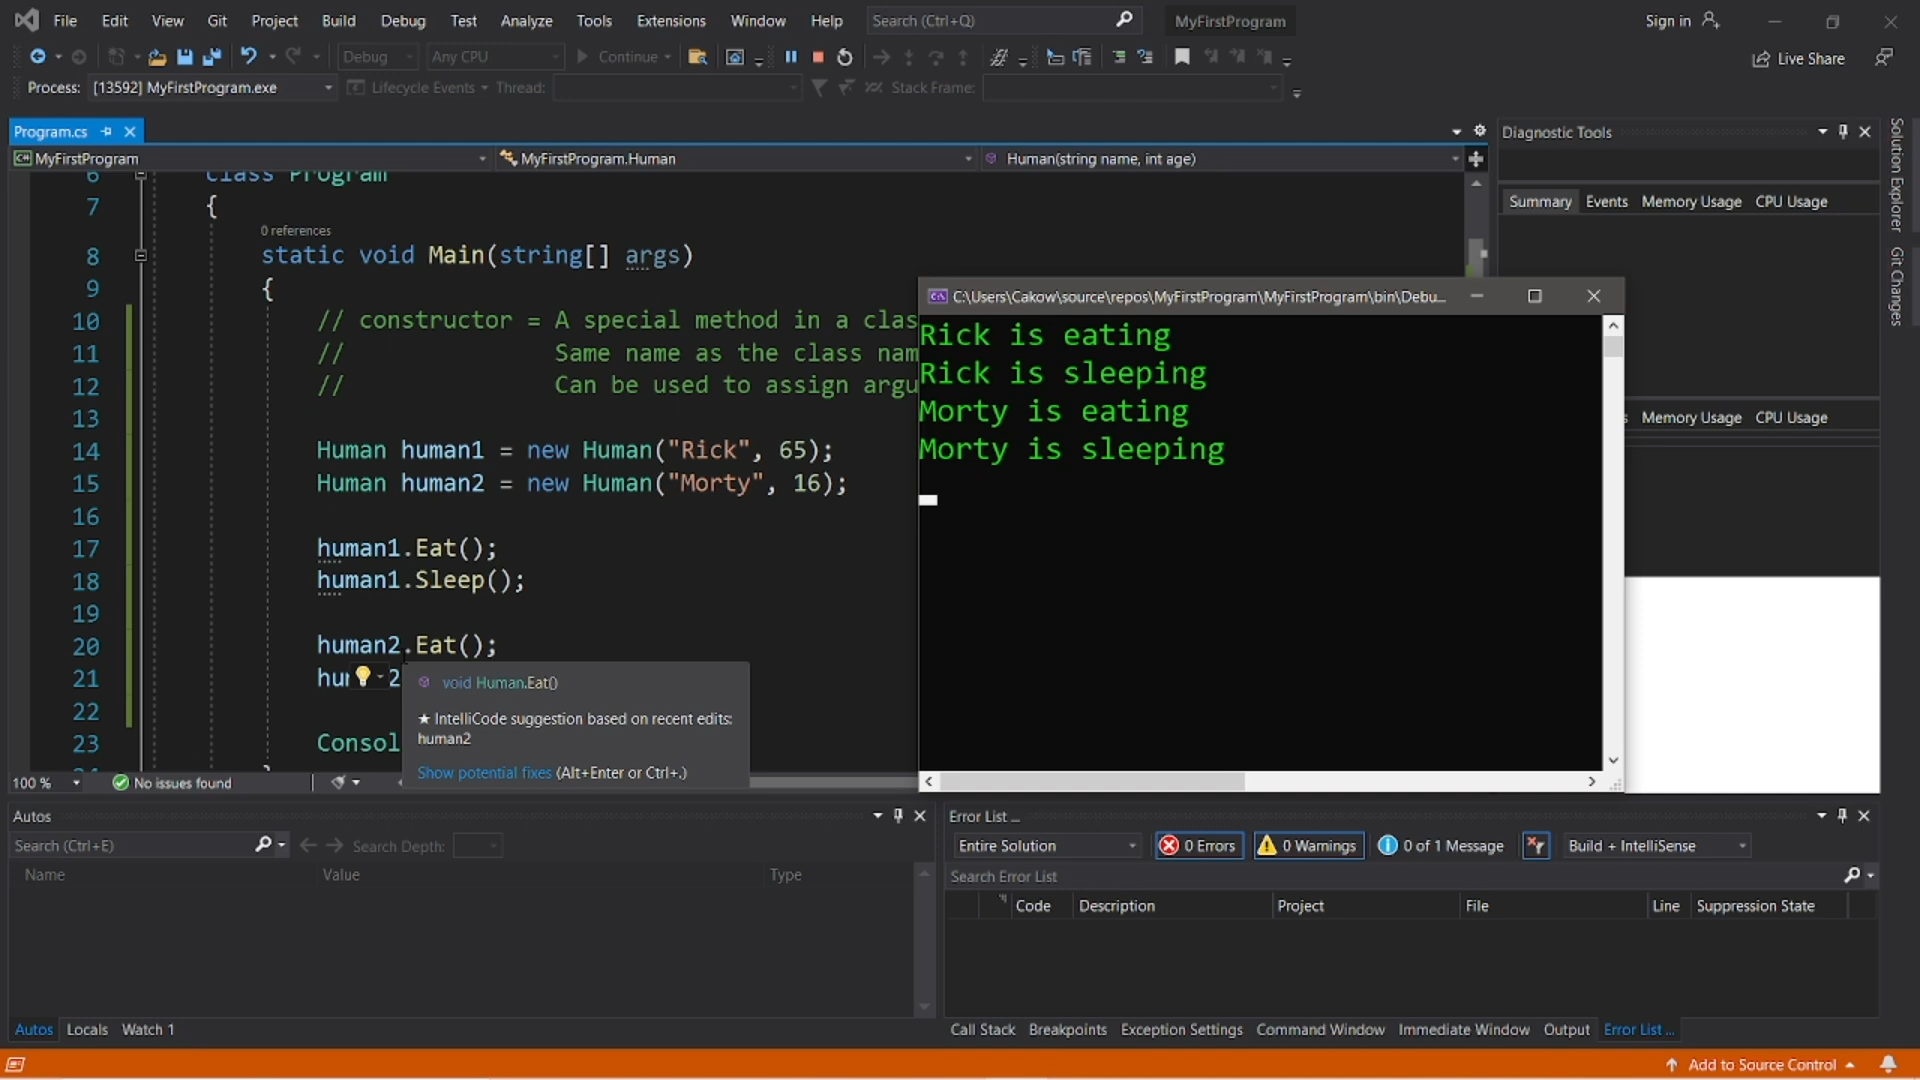 File Edit View Git Project Build Debug Test Analyze Tools Extensions Window Help Search (Ctrl+Q) MyFirstProgram Sign in
Debug Any CPU Continue Live Share
Process: [13592] MyFirstProgram.exe Lifecycle Events Thread: Stack Frame:
Program.cs
MyFirstProgram MyFirstProgram.Human Human(string name, int age)
6 class Program
7 {
0 references
8 static void Main(string[] args)
9 {
10 // constructor = A special method in a clas
11 // Same name as the class nam
12 // Can be used to assign argu
13
14 Human human1 = new Human("Rick", 65);
15 Human human2 = new Human("Morty", 16);
16
17 human1.Eat();
18 human1.Sleep();
19
20 human2.Eat();
21 hum 2
22
23 Consol
void Human.Eat()
★ IntelliCode suggestion based on recent edits:
human2
Show potential fixes (Alt+Enter or Ctrl+.)
100 % No issues found
C:\Users\Cakow\source\repos\MyFirstProgram\MyFirstProgram\bin\Debu...
Rick is eating
Rick is sleeping
Morty is eating
Morty is sleeping
Diagnostic Tools
Summary Events Memory Usage CPU Usage
s Memory Usage CPU Usage
Solution Explorer
Git Changes
Autos
Search (Ctrl+E) Search Depth:
Name Value Type
Autos Locals Watch 1
Error List ...
Entire Solution 0 Errors 0 Warnings 0 of 1 Message Build + IntelliSense
Search Error List
Code Description Project File Line Suppression State
Call Stack Breakpoints Exception Settings Command Window Immediate Window Output Error List ...
Add to Source Control